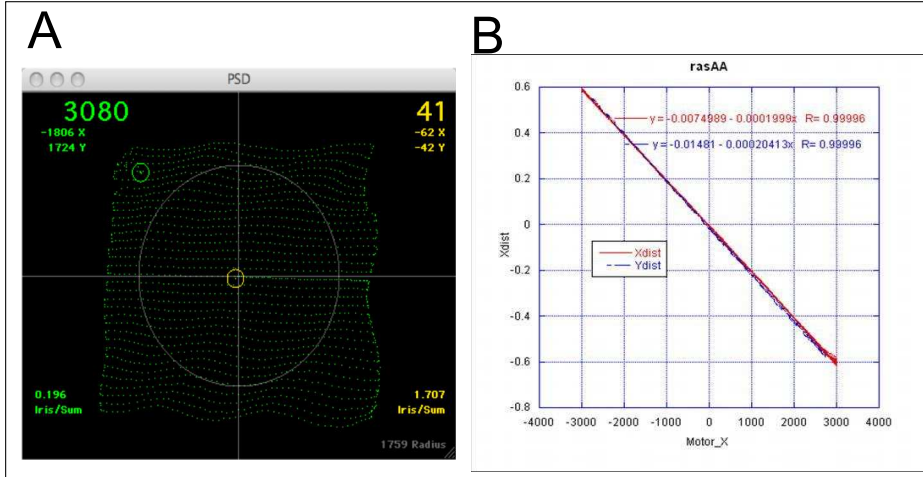 A
PSD
3080
-1806 X
1724 Y
41
-62 X
-42 Y
0.196
Iris/Sum
1.707
Iris/Sum
1759 Radius
B
rasAA
y = -0.0074989 - 0.0001999x R= 0.99996
y = -0.01481 - 0.00020413x R= 0.99996
Xdist
Ydist
Xdist
0.6
0.4
0.2
0
-0.2
-0.4
-0.6
-0.8
-4000 -3000 -2000 -1000 0 1000 2000 3000 4000
Motor_X